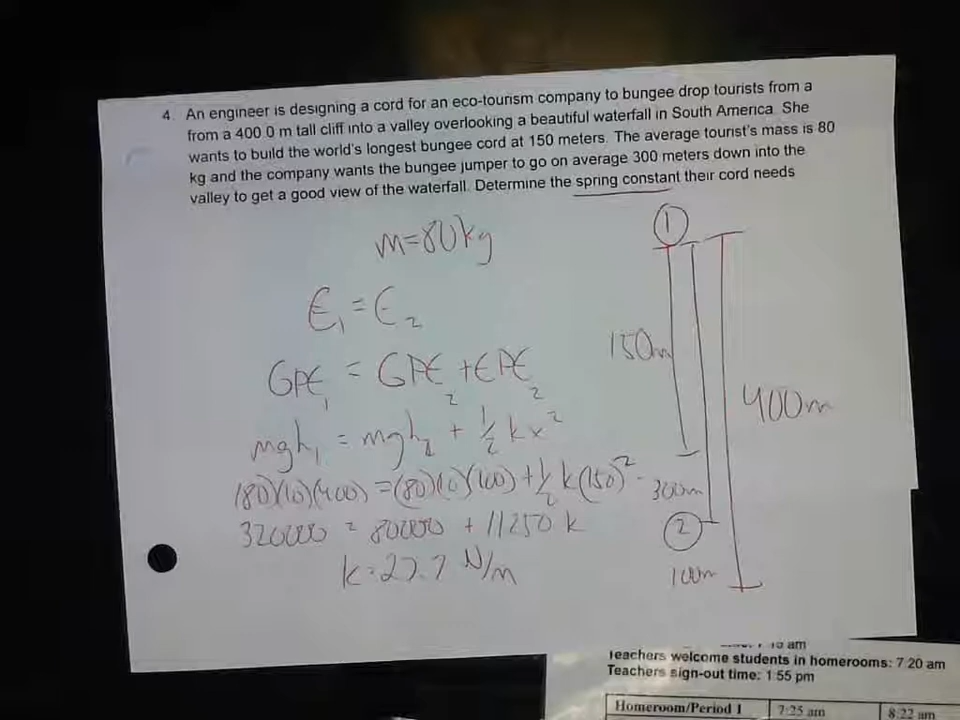 4. An engineer is designing a cord for an eco-tourism company to bungee drop tourists from a
from a 400.0 m tall cliff into a valley overlooking a beautiful waterfall in South America. She
wants to build the world's longest bungee cord at 150 meters. The average tourist's mass is 80
kg and the company wants the bungee jumper to go on average 300 meters down into the
valley to get a good view of the waterfall. Determine the spring constant their cord needs
m=80kg
E₁ = E₂
GPE₁ = GPE₂ + EPE₂
mgh₁ = mgh₂ + ½ kx²
(80)(10)(400) = (80)(10)(100) + ½ k(150)²
320000 = 80000 + 11250 k
k = 27.7 N/m
①
150m
400m
300m
②
100m
Teachers welcome students in homerooms: 7:20 am
Teachers sign-out time: 1:55 pm
Homeroom/Period 1 7:25 am 8:22 am